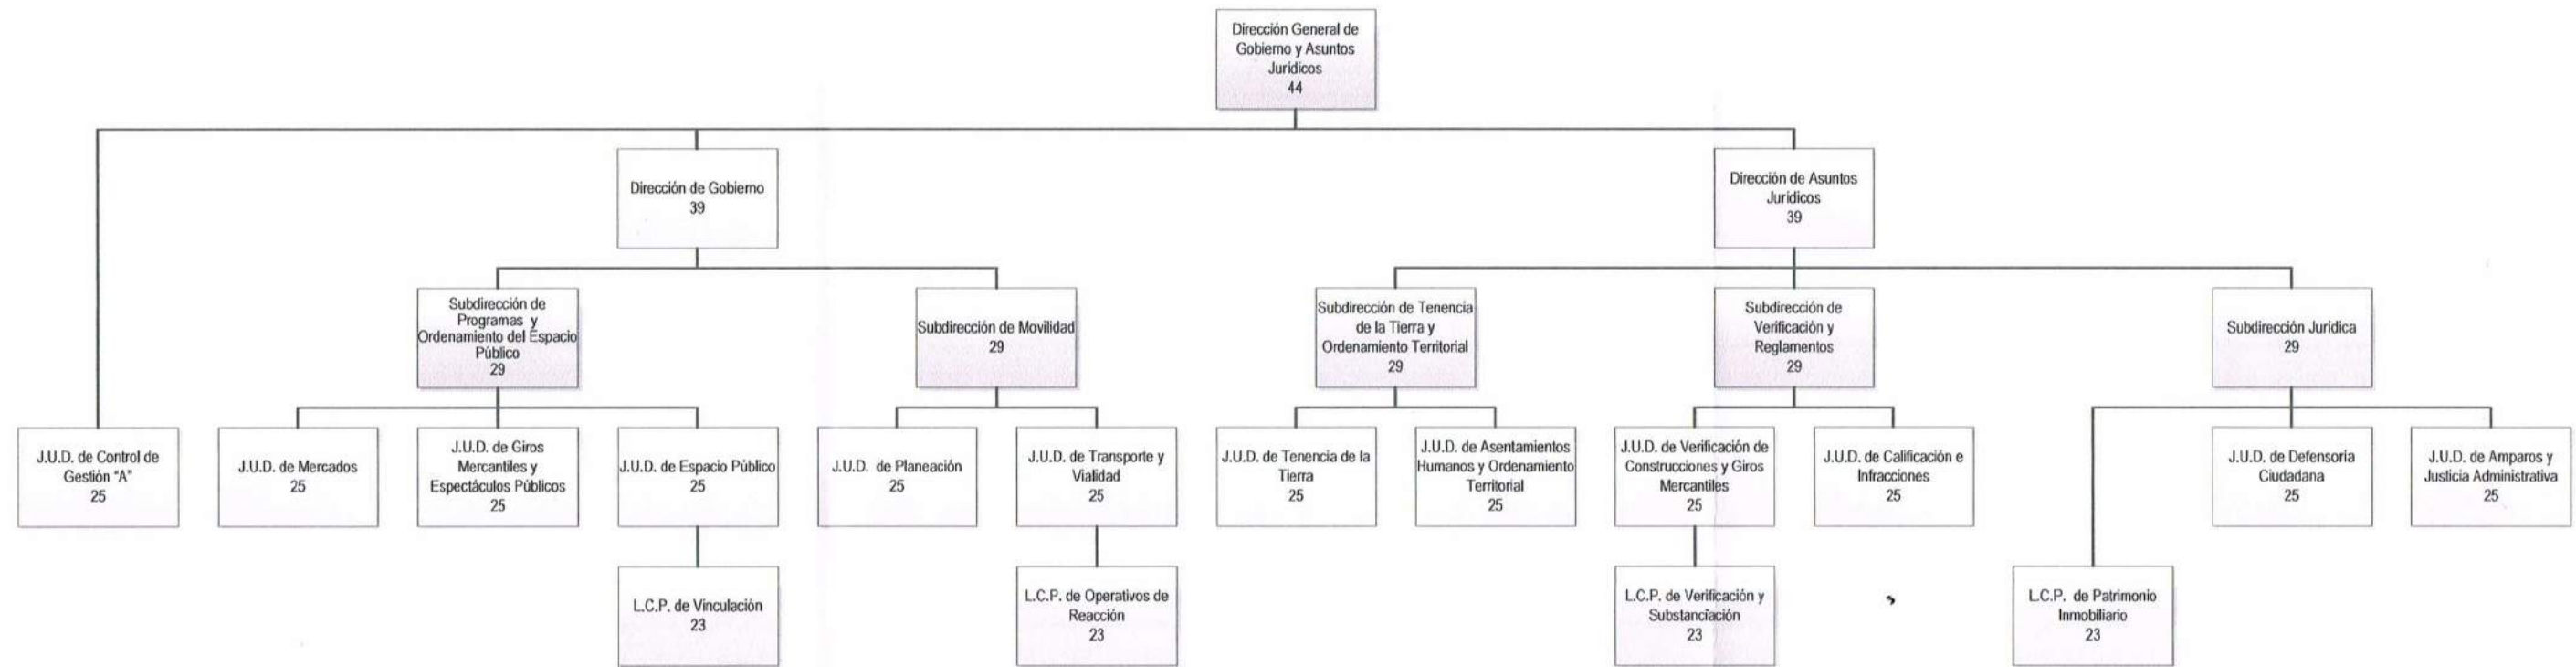 Dirección General de
Gobierno y Asuntos
Jurídicos
44
Dirección de Gobierno
39
Dirección de Asuntos
Jurídicos
39
Subdirección de
Programas y
Ordenamiento del Espacio
Público
29
Subdirección de Movilidad
29
Subdirección de Tenencia
de la Tierra y
Ordenamiento Territorial
29
Subdirección de
Verificación y
Reglamentos
29
Subdirección Jurídica
29
J.U.D. de Control de
Gestión "A"
25
J.U.D. de Mercados
25
J.U.D. de Giros
Mercantiles y
Espectáculos Públicos
25
J.U.D. de Espacio Público
25
J.U.D. de Planeación
25
J.U.D. de Transporte y
Vialidad
25
J.U.D. de Tenencia de la
Tierra
25
J.U.D. de Asentamientos
Humanos y Ordenamiento
Territorial
25
J.U.D. de Verificación de
Construcciones y Giros
Mercantiles
25
J.U.D. de Calificación e
Infracciones
25
J.U.D. de Defensoría
Ciudadana
25
J.U.D. de Amparos y
Justicia Administrativa
25
L.C.P. de Vinculación
23
L.C.P. de Operativos de
Reacción
23
L.C.P. de Verificación y
Substanciación
23
L.C.P. de Patrimonio
Inmobiliario
23